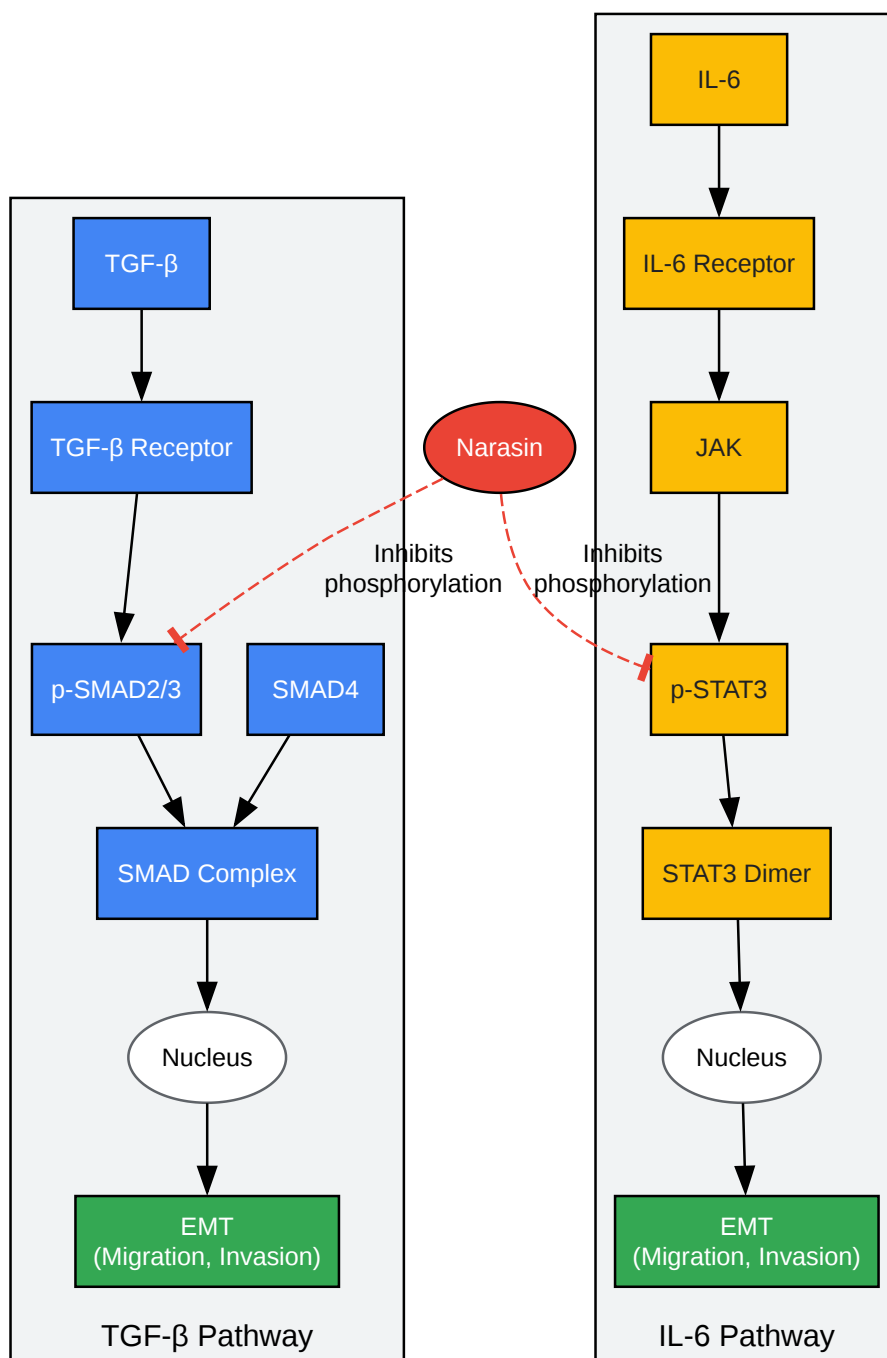 TGF-β
TGF-β Receptor
p-SMAD2/3
SMAD4
SMAD Complex
Nucleus
EMT
(Migration, Invasion)
TGF-β Pathway
Narasin
Inhibits
phosphorylation
Inhibits
phosphorylation
IL-6
IL-6 Receptor
JAK
p-STAT3
STAT3 Dimer
Nucleus
EMT
(Migration, Invasion)
IL-6 Pathway